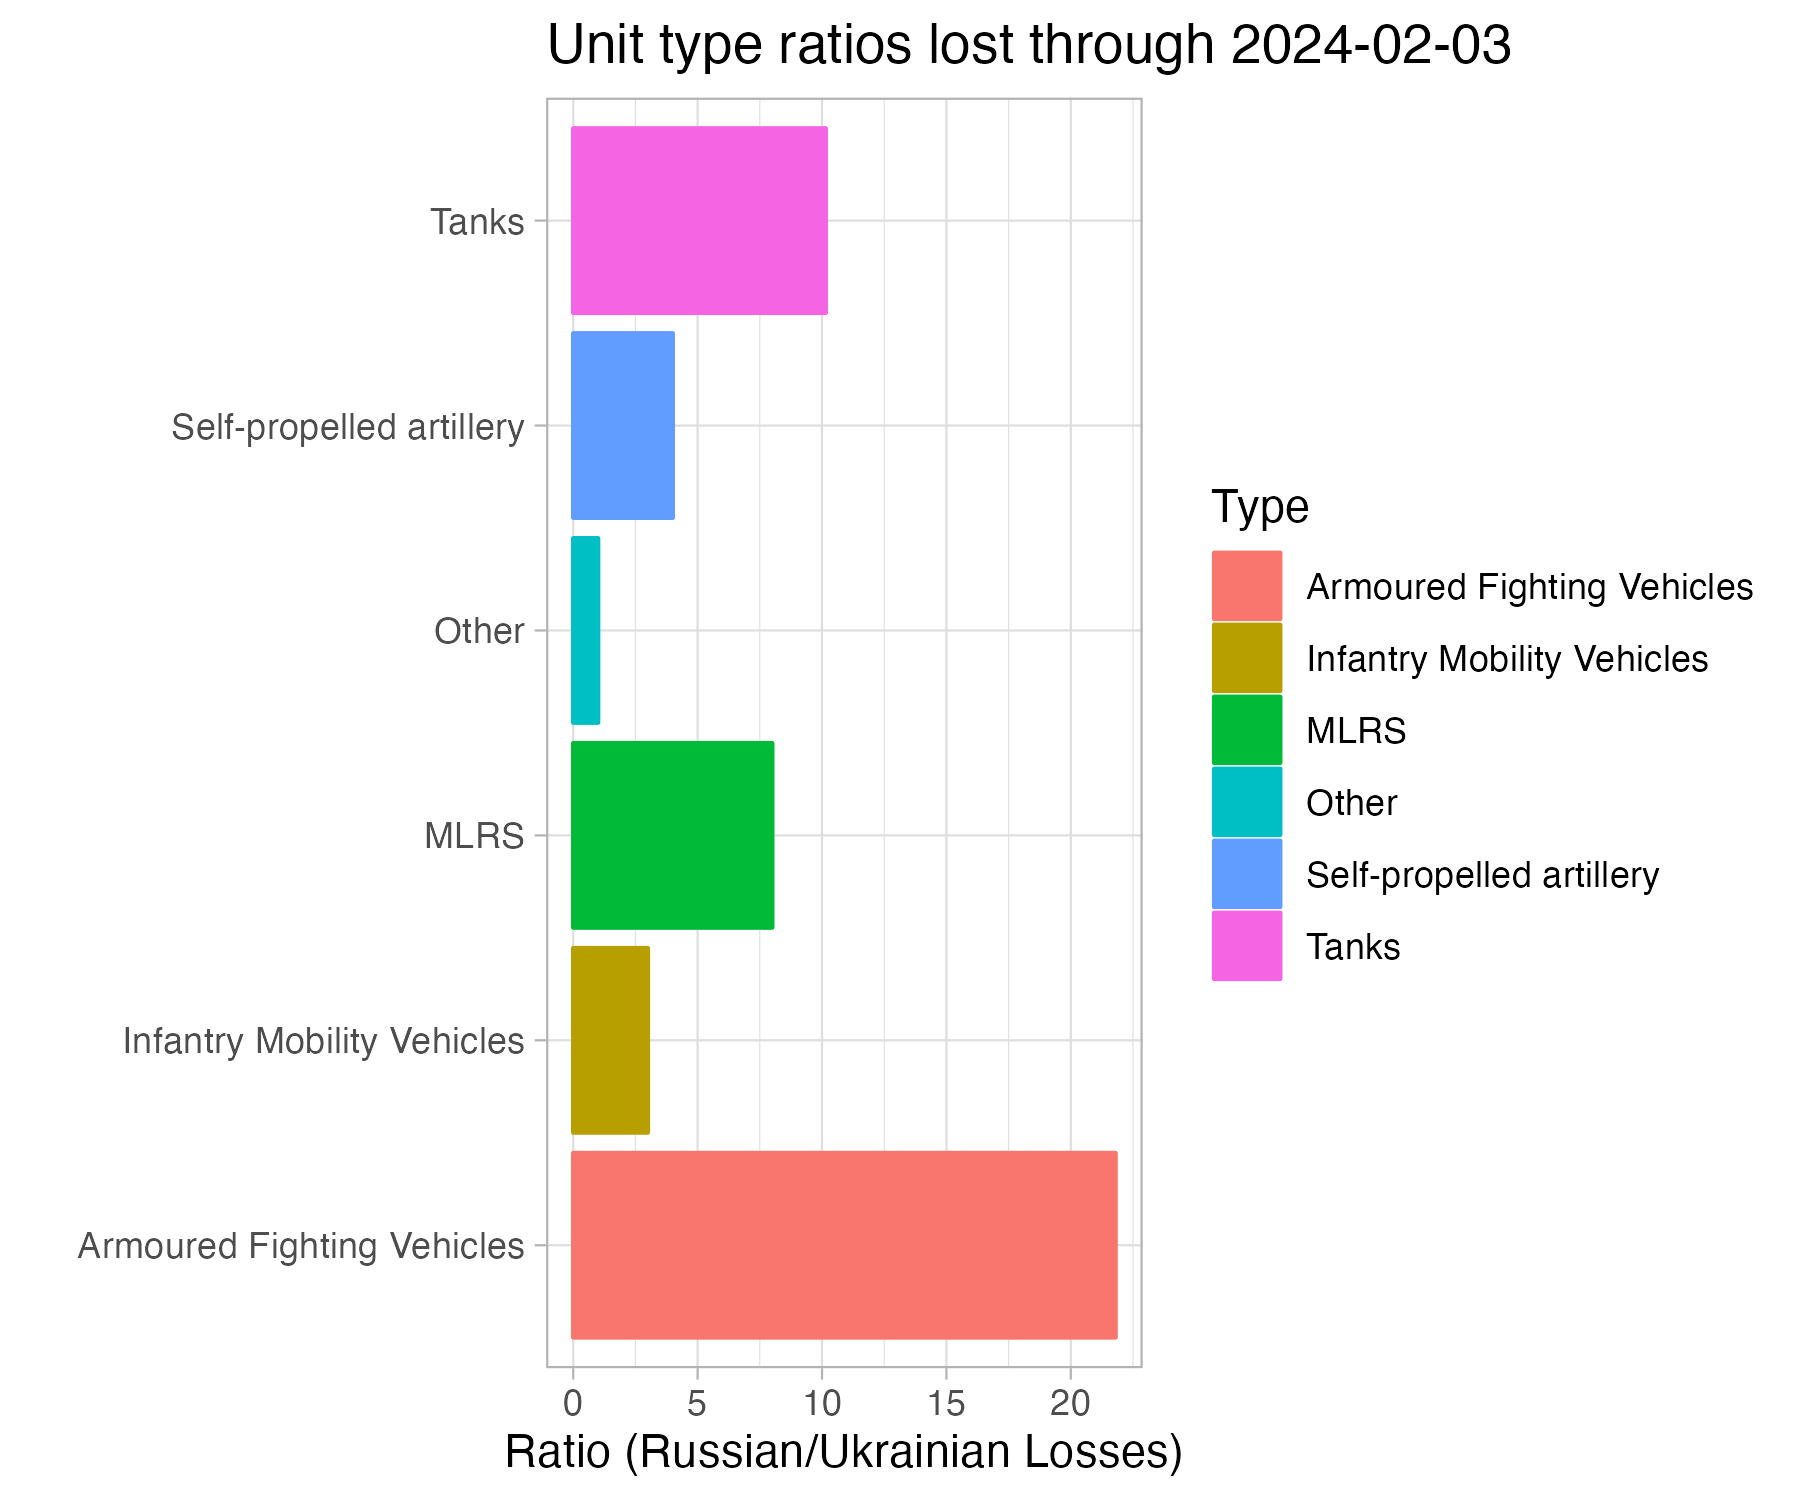 Unit type ratios lost through 2024-02-03
Tanks
Self-propelled artillery
Other
MLRS
Infantry Mobility Vehicles
Armoured Fighting Vehicles
0 5 10 15 20
Ratio (Russian/Ukrainian Losses)
Type
Armoured Fighting Vehicles
Infantry Mobility Vehicles
MLRS
Other
Self-propelled artillery
Tanks